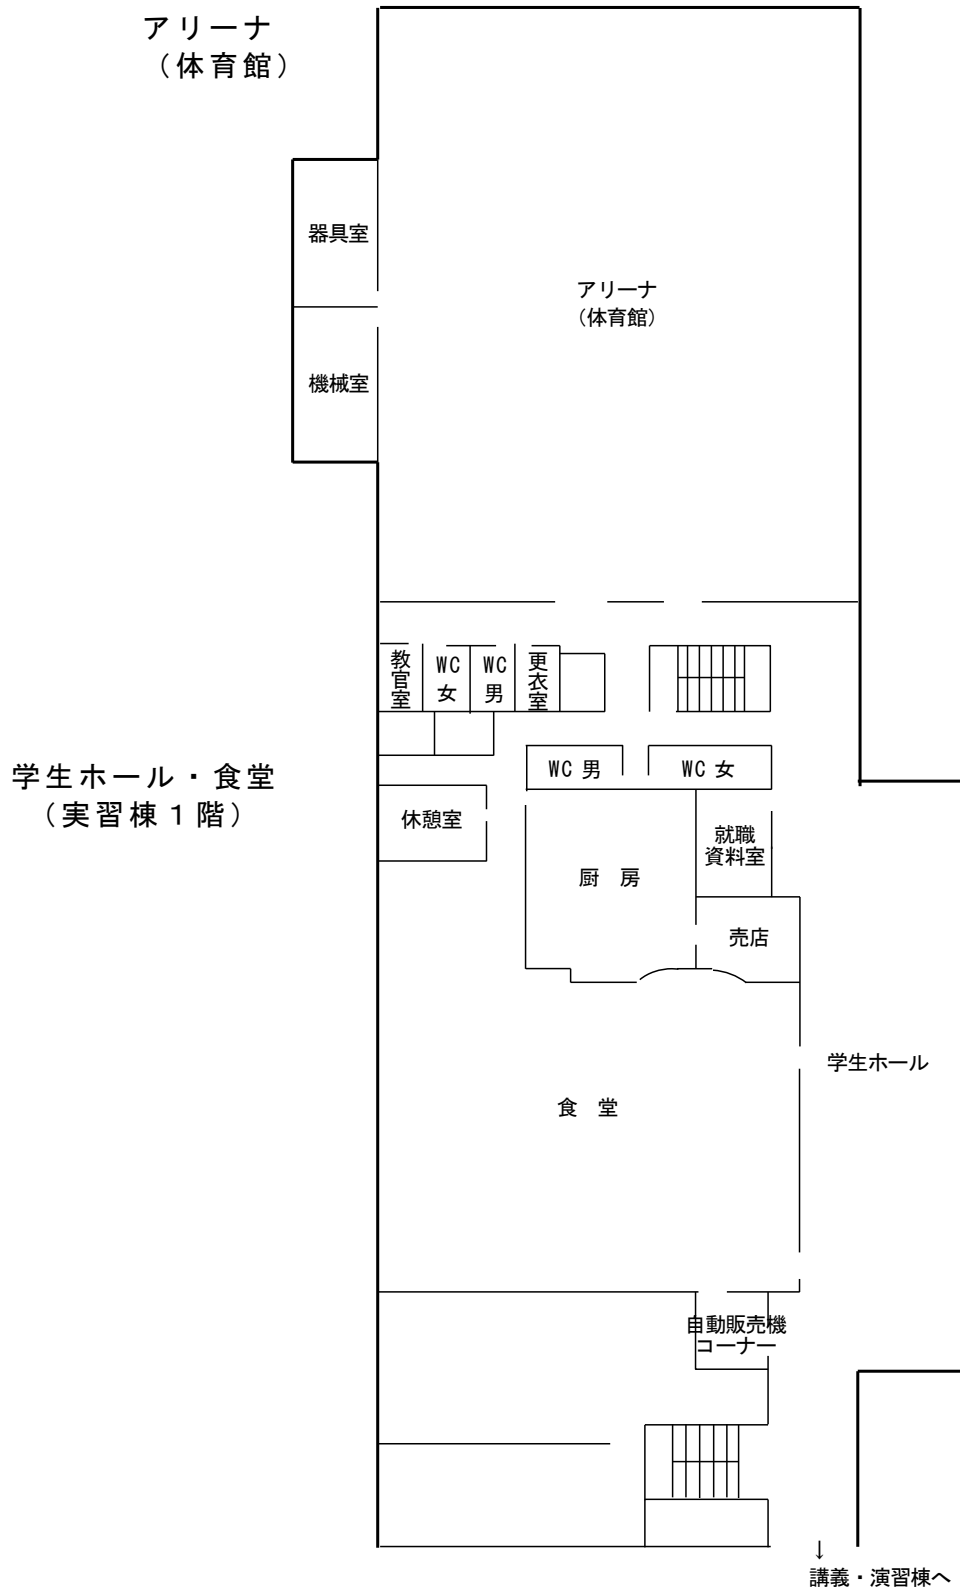 アリーナ
（体育館）
器具室
アリーナ
（体育館）
機械室
教官室
WC
女
WC
男
更衣室
学生ホール・食堂
（実習棟１階）
WC 男
WC 女
休憩室
就職
資料室
厨　房
売店
学生ホール
食　堂
自動販売機
コーナー
↓
講義・演習棟へ